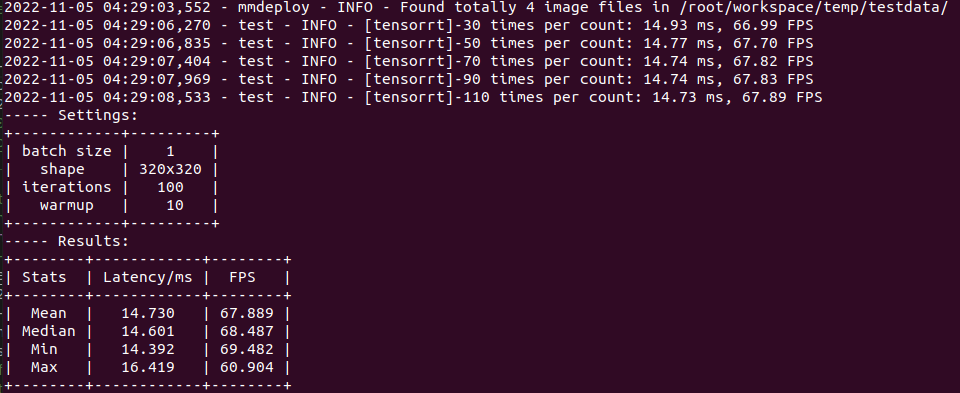 2022-11-05 04:29:03,552 - mmdeploy - INFO - Found totally 4 image files in /root/workspace/temp/testdata/
2022-11-05 04:29:06,270 - test - INFO - [tensorrt]-30 times per count: 14.93 ms, 66.99 FPS
2022-11-05 04:29:06,835 - test - INFO - [tensorrt]-50 times per count: 14.77 ms, 67.70 FPS
2022-11-05 04:29:07,404 - test - INFO - [tensorrt]-70 times per count: 14.74 ms, 67.82 FPS
2022-11-05 04:29:07,969 - test - INFO - [tensorrt]-90 times per count: 14.74 ms, 67.83 FPS
2022-11-05 04:29:08,533 - test - INFO - [tensorrt]-110 times per count: 14.73 ms, 67.89 FPS
----- Settings:
+------------+---------+
| batch size |    1    |
|   shape    | 320x320 |
| iterations |   100   |
|   warmup   |    10   |
+------------+---------+
----- Results:
+--------+------------+--------+
| Stats  | Latency/ms |  FPS   |
+--------+------------+--------+
|  Mean  |   14.730   | 67.889 |
| Median |   14.601   | 68.487 |
|  Min   |   14.392   | 69.482 |
|  Max   |   16.419   | 60.904 |
+--------+------------+--------+